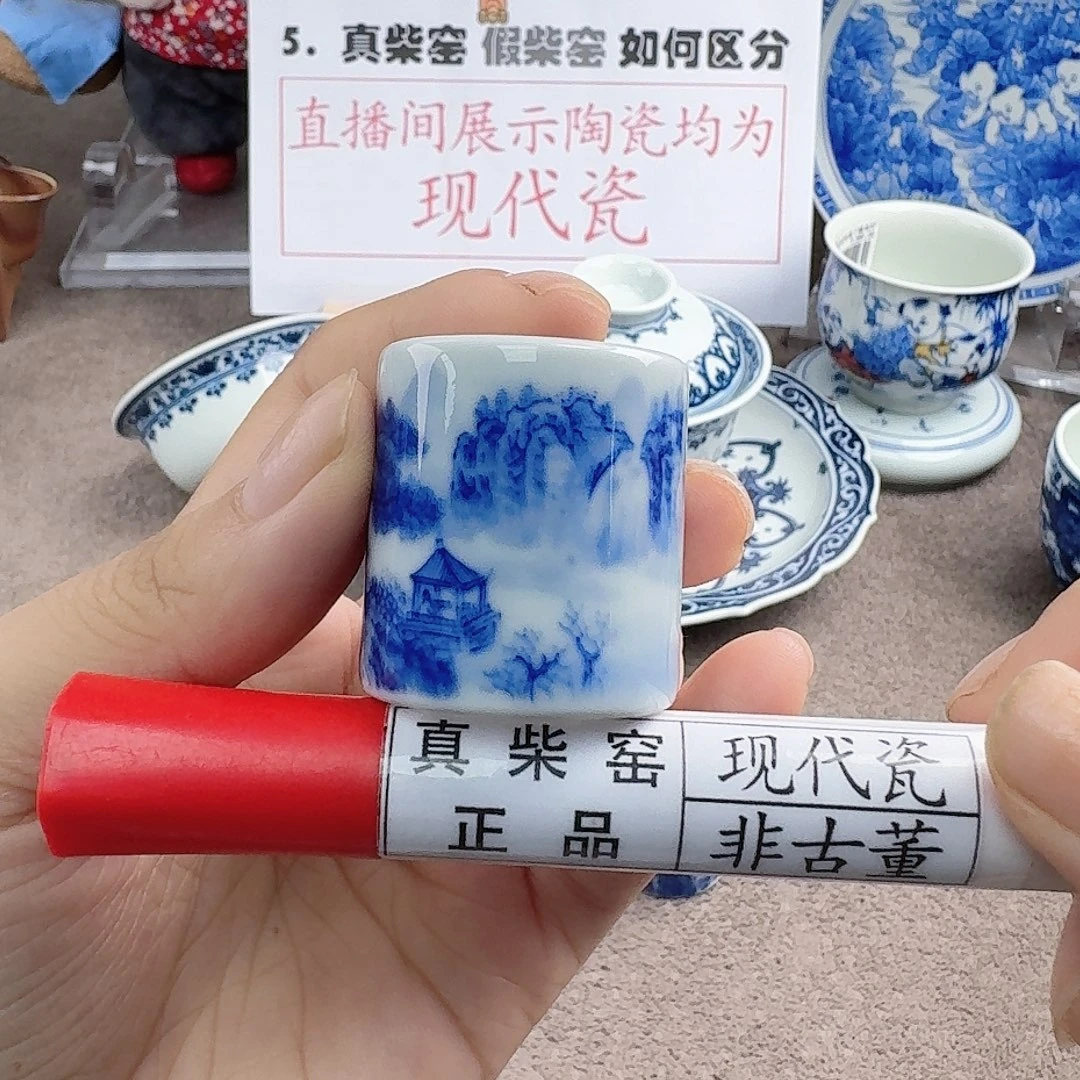 5. 真柴窑 假柴窑 如何区分
直播间展示陶瓷均为
现代瓷
真柴窑
正品
现代瓷
非古董